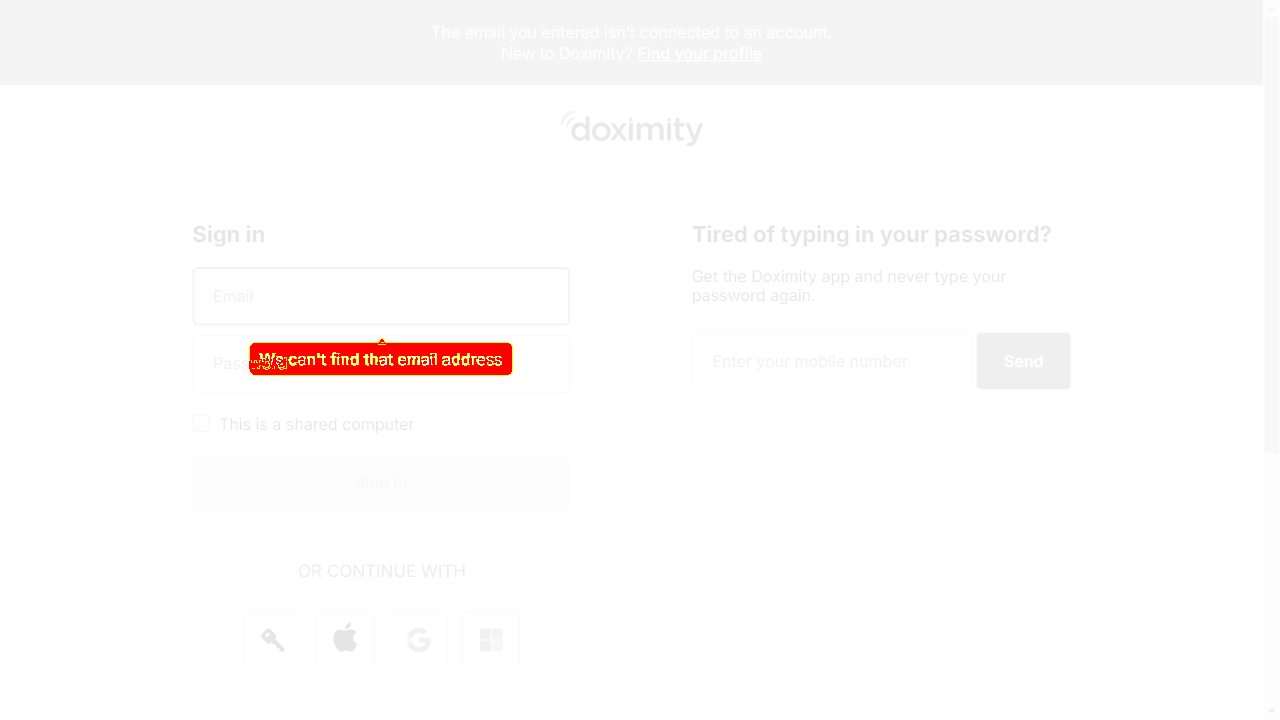 The email you entered isn't connected to an account.
New to Doximity? Find your profile
doximity
Sign in
Email
We can't find that email address
Password
This is a shared computer
Sign In
OR CONTINUE WITH
Tired of typing in your password?
Get the Doximity app and never type your
password again.
Enter your mobile number
Send